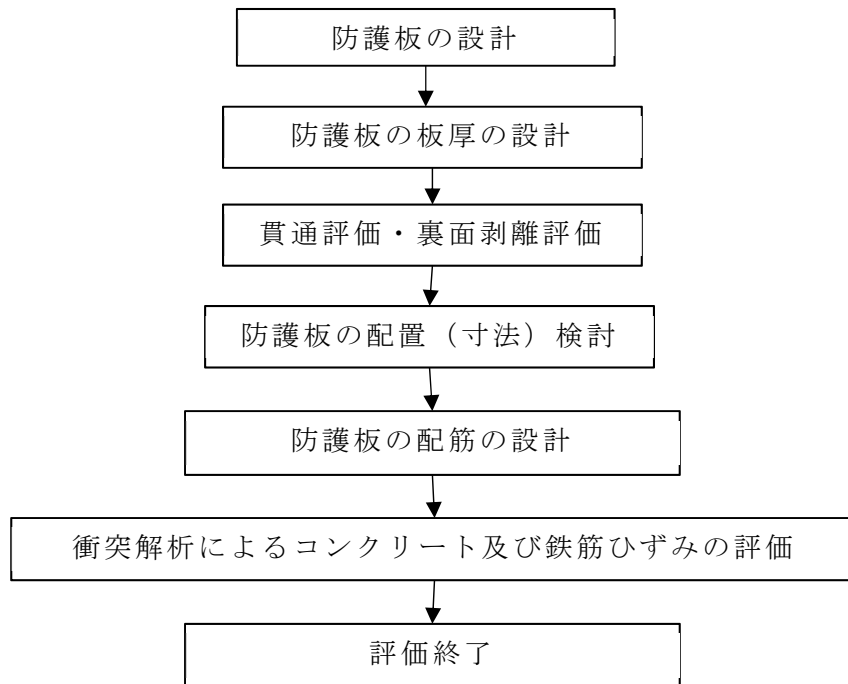 防護板の設計
防護板の板厚の設計
貫通評価・裏面剥離評価
防護板の配置（寸法）検討
防護板の配筋の設計
衝突解析によるコンクリート及び鉄筋ひずみの評価
評価終了